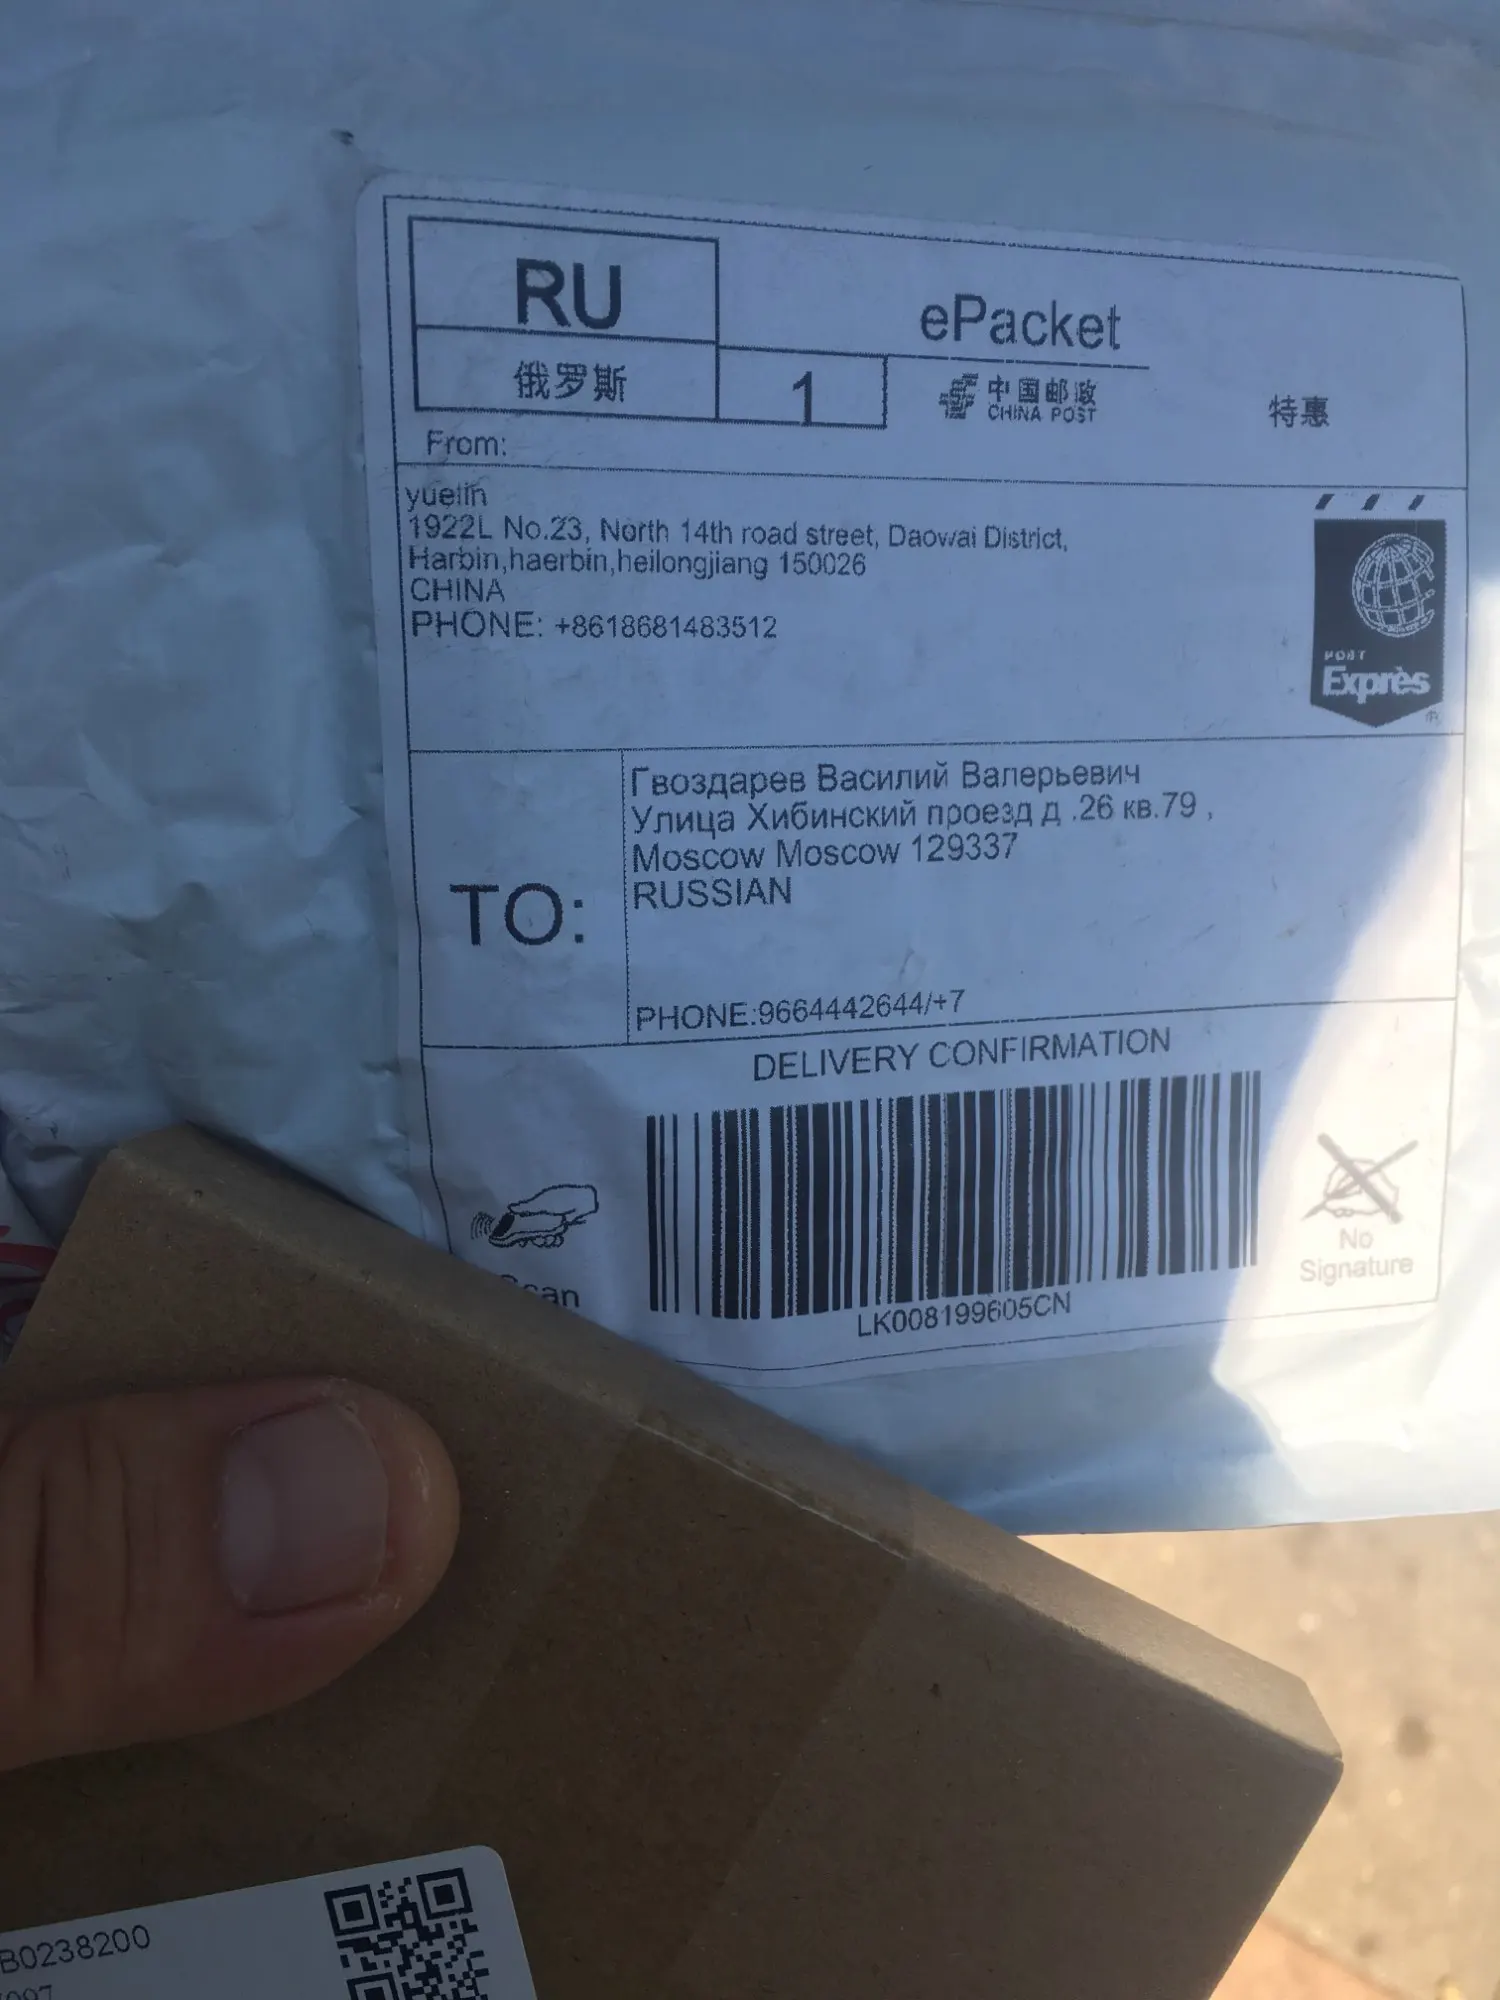 RU
ePacket
俄罗斯
1
中国邮政
CHINA POST
特惠
From:
yuelin
1922L No.23, North 14th road street, Daowai District,
Harbin,haerbin,heilongjiang 150026
CHINA
PHONE: +8618681483512
POST
Exprès
TO:
Гвоздарев Василий Валерьевич
Улица Хибинский проезд д .26 кв.79 ,
Moscow Moscow 129337
RUSSIAN
PHONE:9664442644/+7
DELIVERY CONFIRMATION
No
Signature
LK008199605CN
B0238200